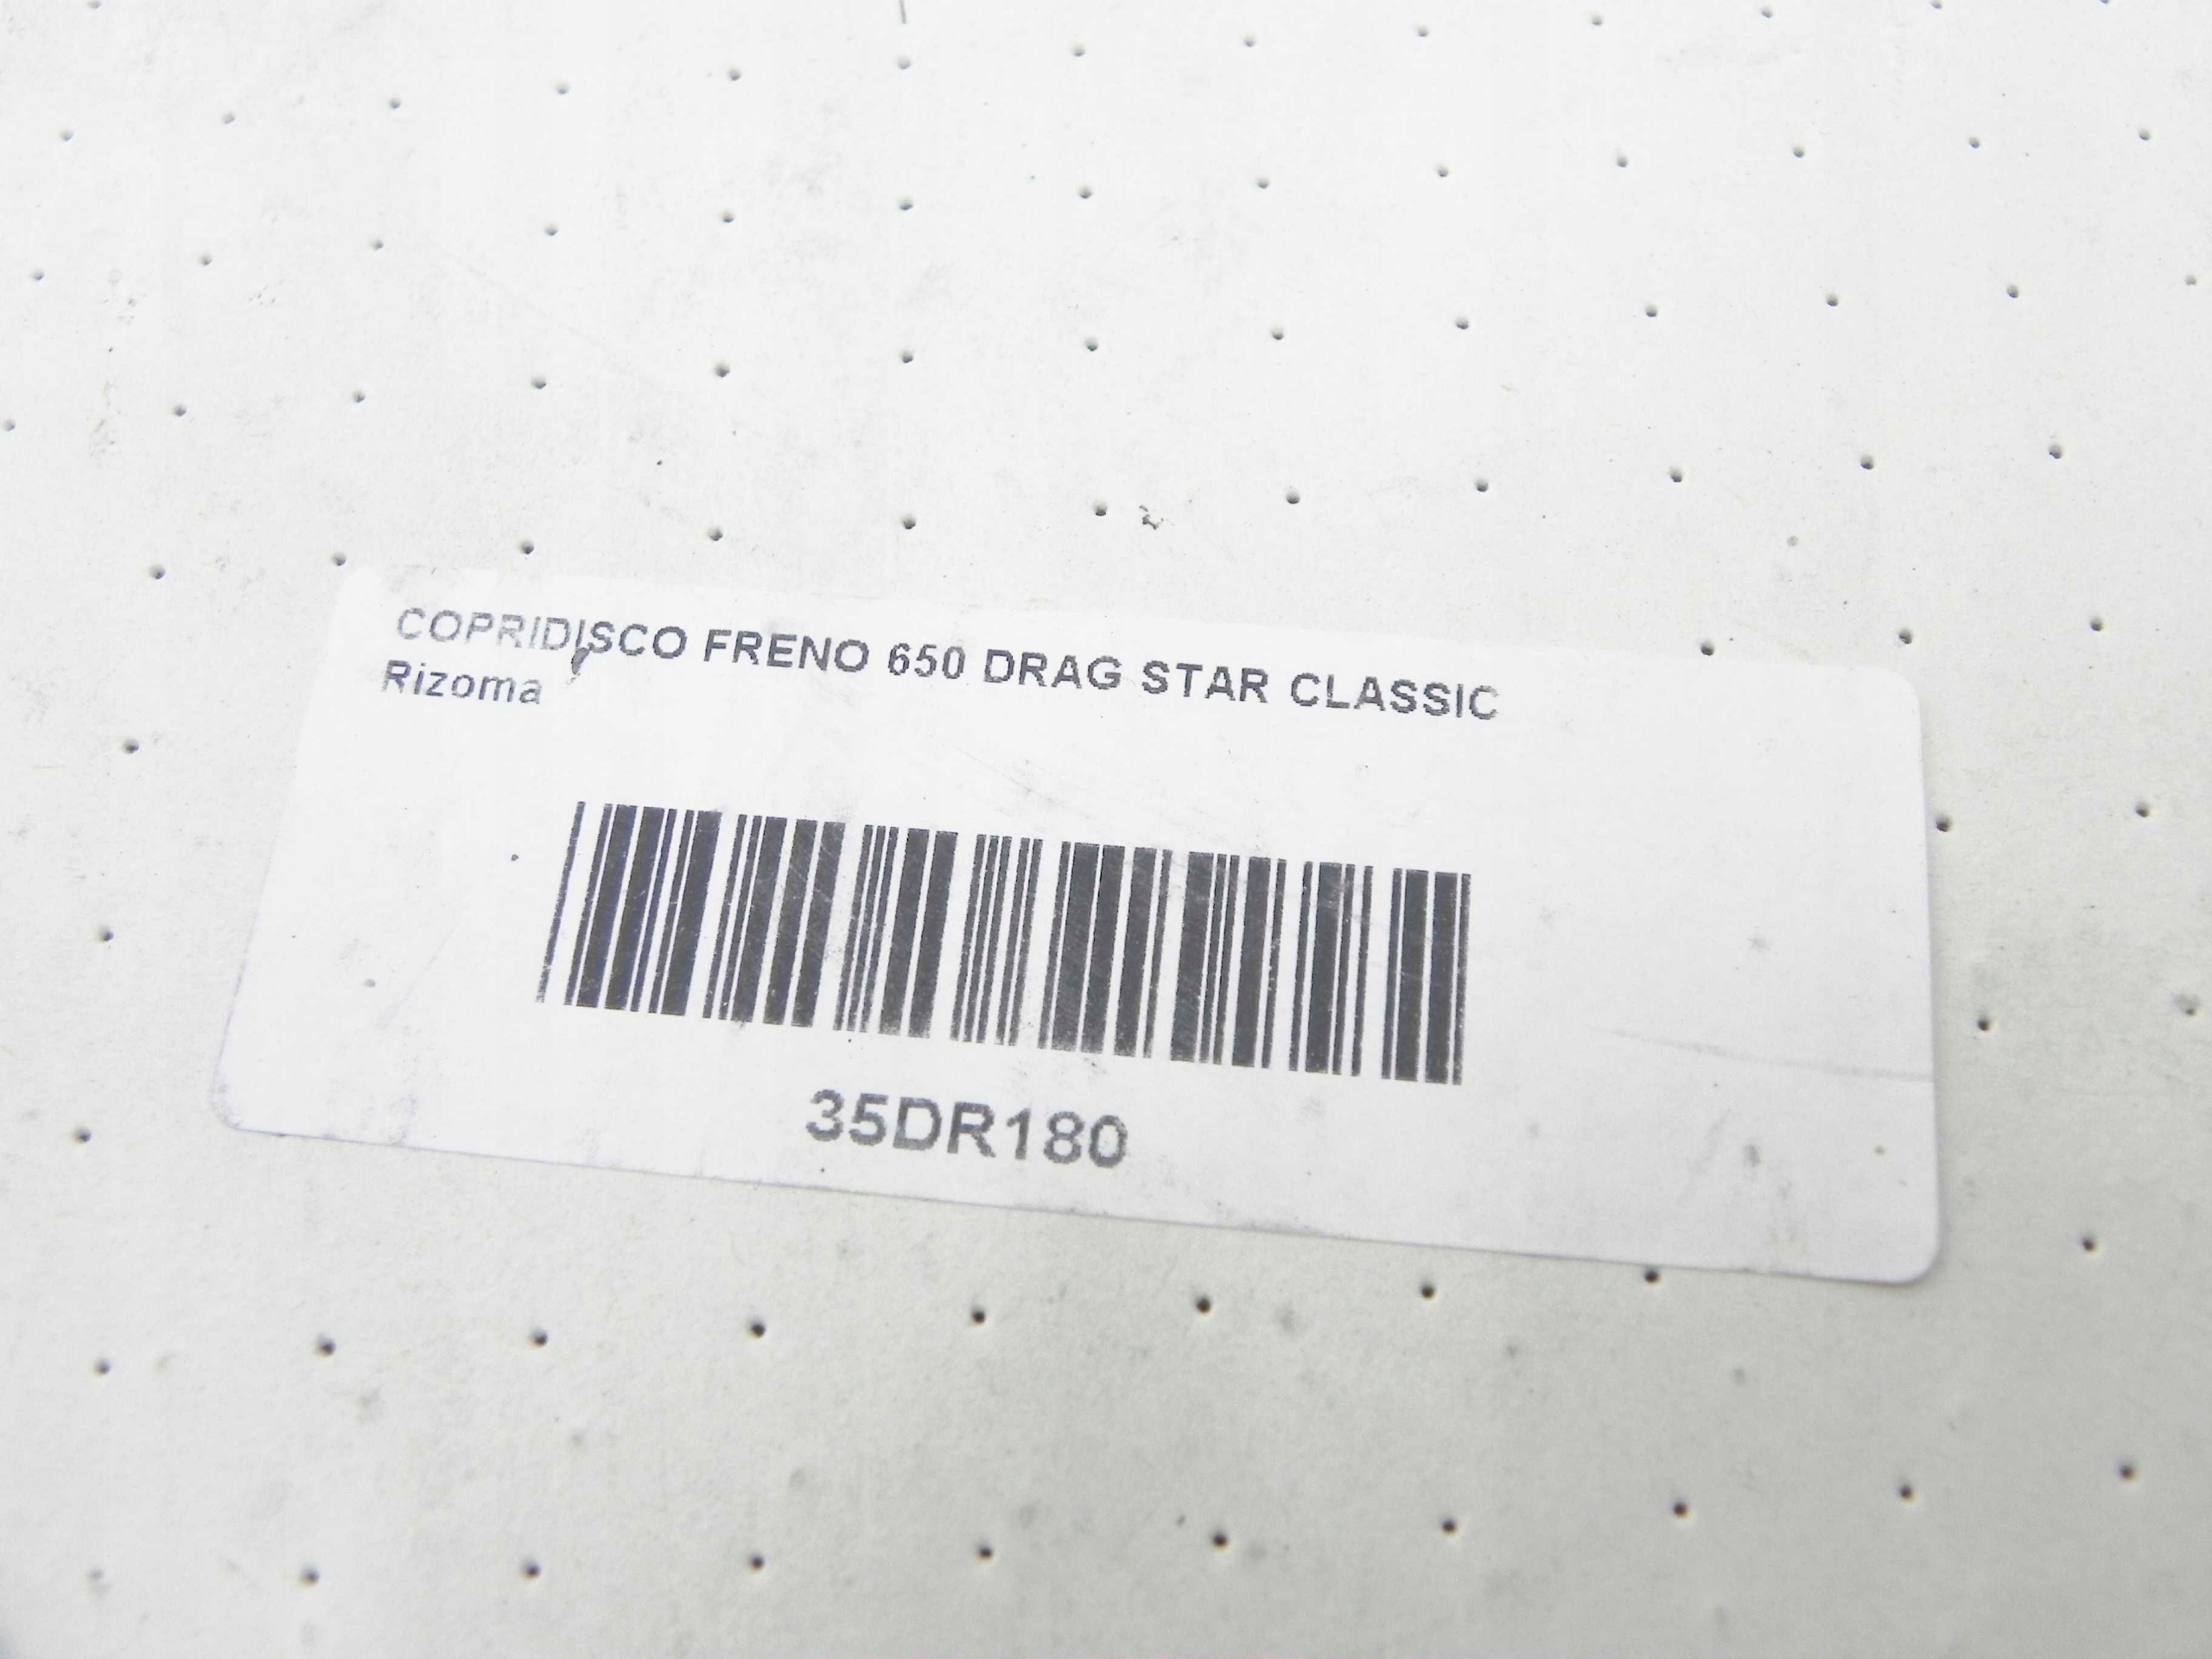 COPRIDISCO FRENO 650 DRAG STAR CLASSIC
Rizoma
35DR180